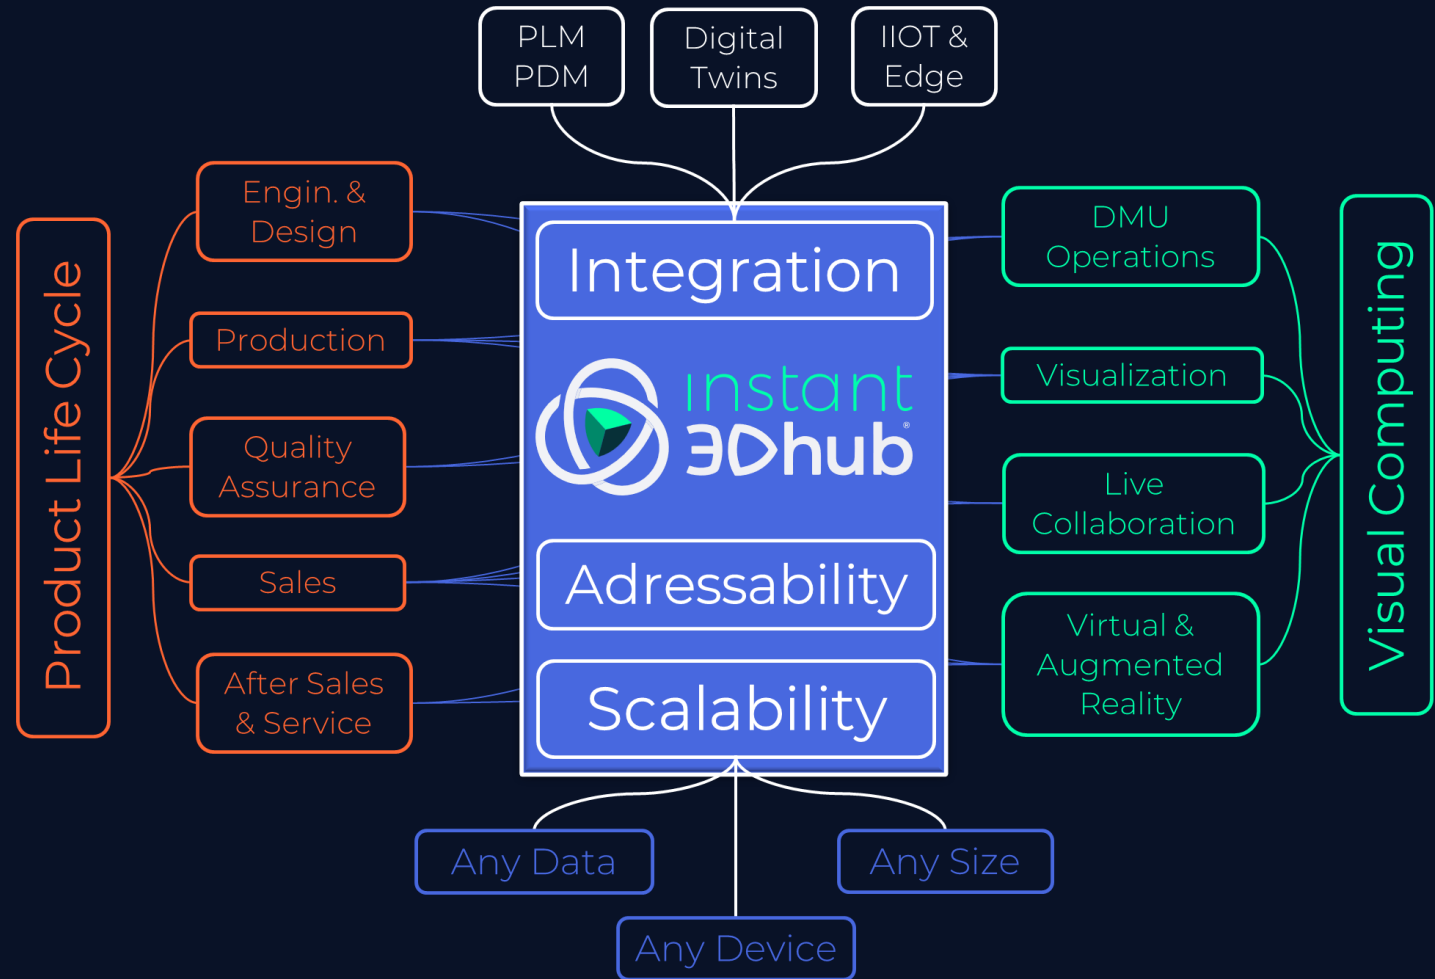 PLM
PDM
Digital
Twins
IIOT &
Edge
Product Life Cycle
Engin. &
Design
Production
Quality
Assurance
Sales
After Sales
& Service
Integration
instant
3Dhub®
Adressability
Scalability
DMU
Operations
Visualization
Live
Collaboration
Virtual &
Augmented
Reality
Visual Computing
Any Data
Any Size
Any Device